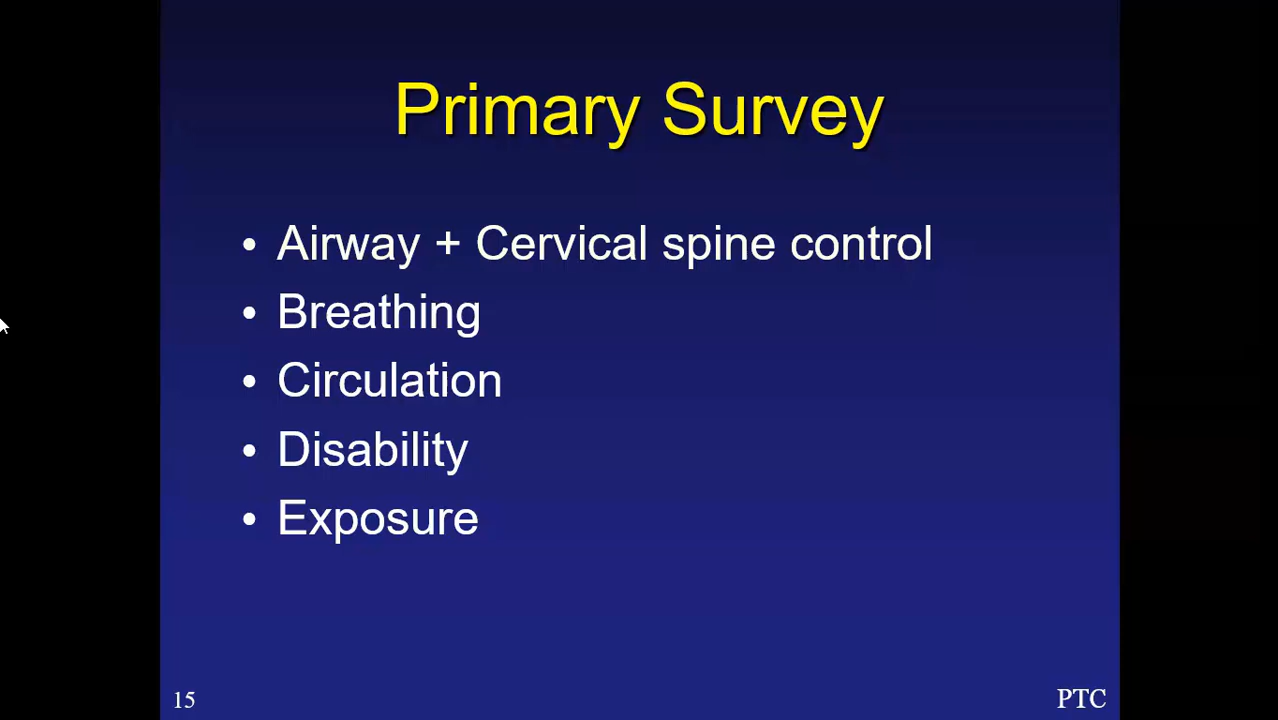 Primary Survey
• Airway + Cervical spine control
• Breathing
• Circulation
• Disability
• Exposure
15
PTC